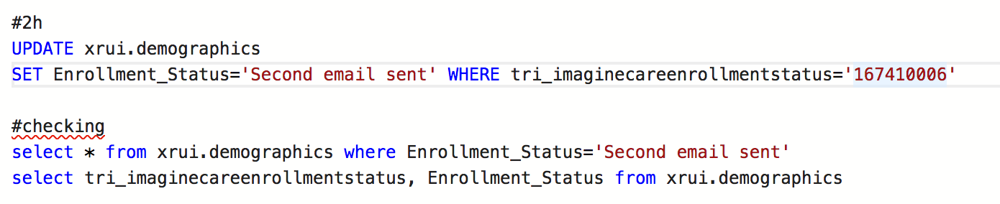 #2h
UPDATE xrui.demographics
SET Enrollment_Status='Second email sent' WHERE tri_imaginecareenrollmentstatus='167410006'
#checking
select * from xrui.demographics where Enrollment_Status='Second email sent'
select tri_imaginecareenrollmentstatus, Enrollment_Status from xrui.demographics